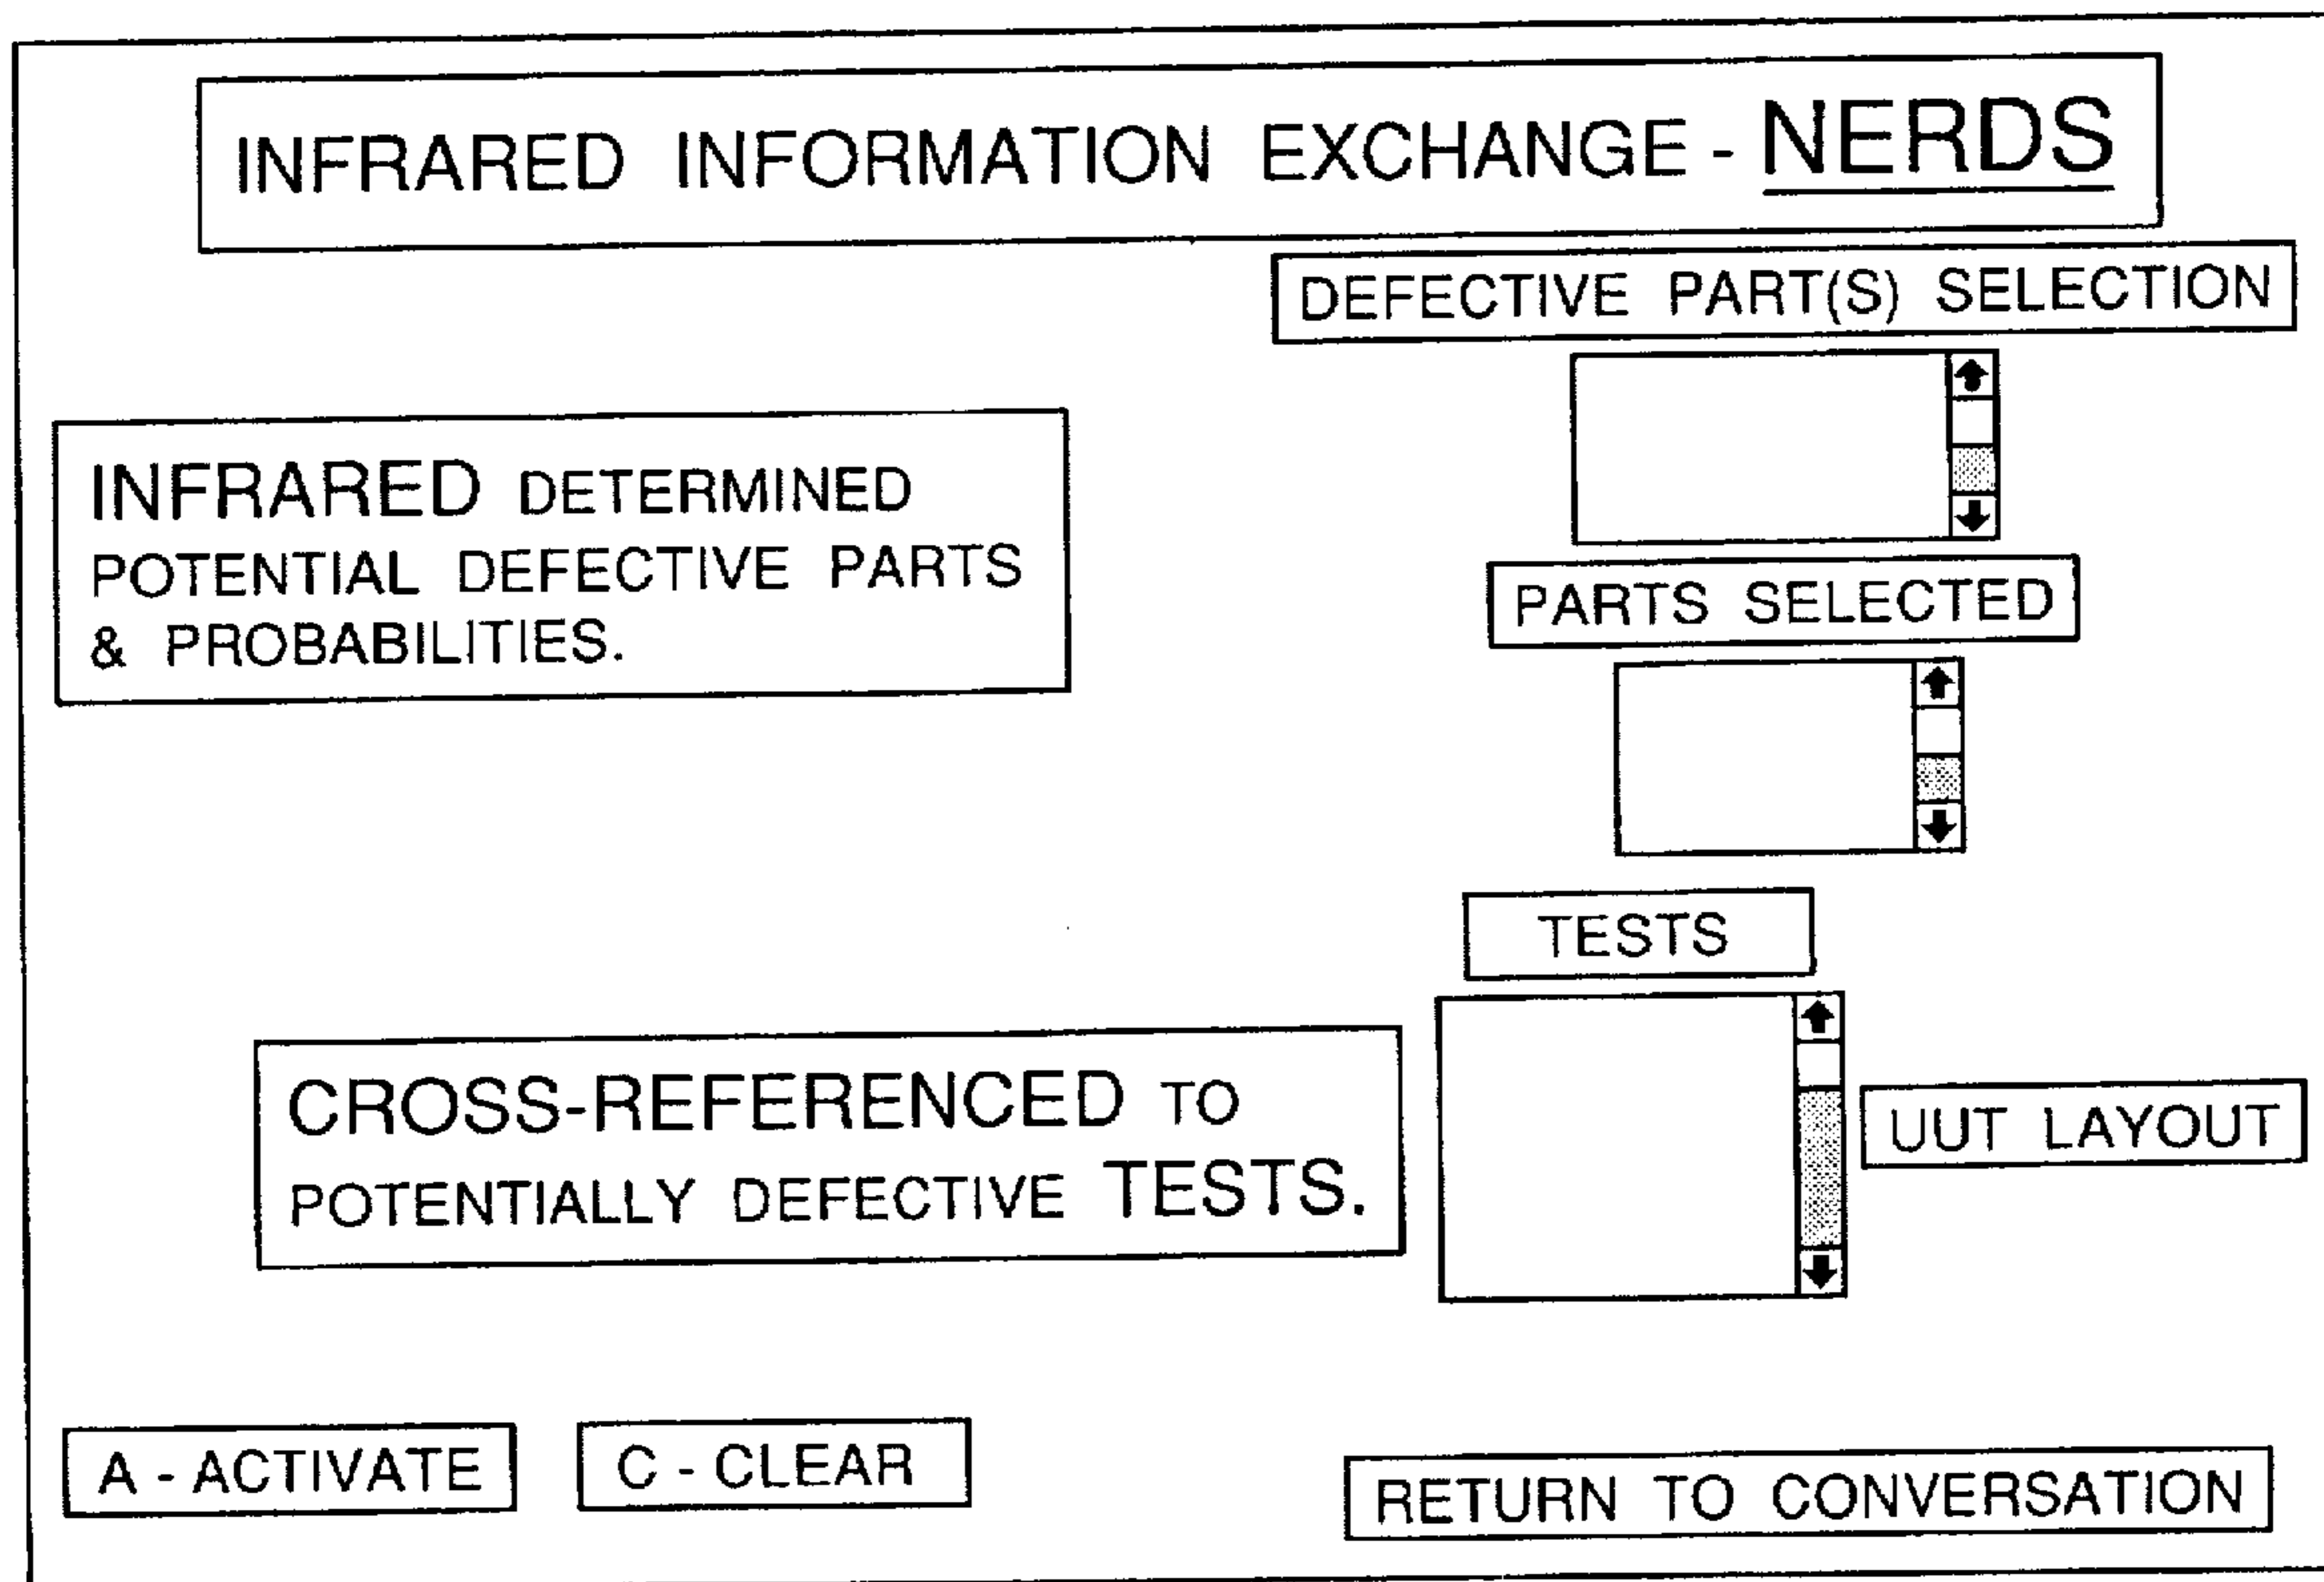 INFRARED INFORMATION EXCHANGE - NERDS
DEFECTIVE PART(S) SELECTION
INFRARED DETERMINED
POTENTIAL DEFECTIVE PARTS
& PROBABILITIES.
PARTS SELECTED
TESTS
CROSS-REFERENCED TO
POTENTIALLY DEFECTIVE TESTS.
UUT LAYOUT
A - ACTIVATE
C - CLEAR
RETURN TO CONVERSATION